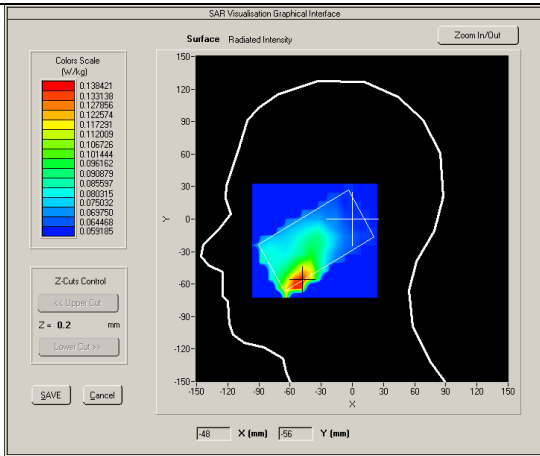 SAR Visualisation Graphical Interface
Surface Radiated Intensity
Zoom In/Out
Colors Scale
(W/kg)
0.138421
0.133138
0.127856
0.122574
0.117291
0.112009
0.106726
0.101444
0.096162
0.090879
0.085597
0.080315
0.075032
0.069750
0.064468
0.059185
Z-Cuts Control
<< Upper Cut
Z = 0.2 mm
Lower Cut >>
SAVE Cancel
150
120
90
60
30
0
-30
-60
-90
-120
-150
Y
-150 -120 -90 -60 -30 0 30 60 90 120 150
X
-48 X (mm) -56 Y (mm)